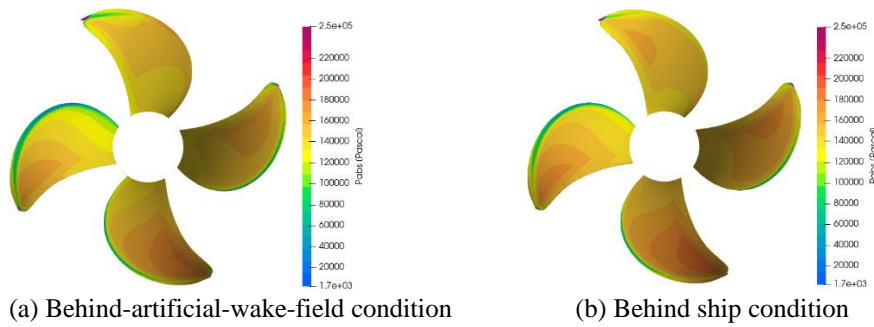 2.5e+05
220000
200000
180000
160000
140000
120000
100000
80000
60000
40000
20000
1.7e+03
Pabs (Pascal)
2.5e+05
220000
200000
180000
160000
140000
120000
100000
80000
60000
40000
20000
1.7e+03
Pabs (Pascal)
(a) Behind-artificial-wake-field condition
(b) Behind ship condition